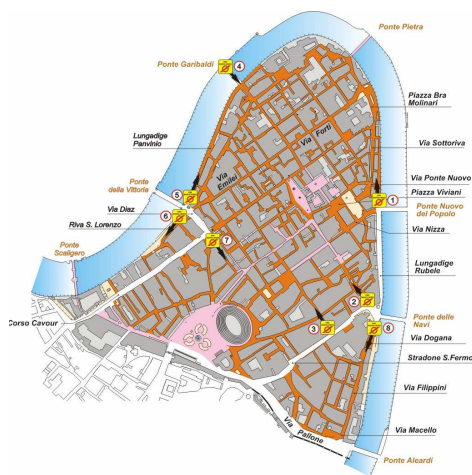 Ponte Pietra
Ponte Garibaldi
4
Piazza Bra
Molinari
Lungadige
Panvinio
Via Forti
Via Sottoriva
Via Emilei
Ponte
della Vittoria
5
Via Ponte Nuovo
Piazza Viviani
1
Via Diaz
6
Ponte Nuovo
del Popolo
Riva S. Lorenzo
Via Nizza
7
Ponte
Scaligero
Lungadige
Rubele
2
Corso Cavour
3
8
Ponte delle
Navi
Via Dogana
Stradone S.Fermo
Via Filippini
Via Pallone
Via Macello
Ponte Aleardi